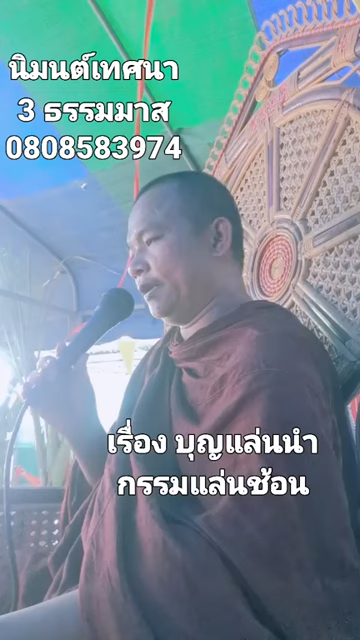 นิมนต์เทศนา
3 ธรรมมาส
0808583974
เรื่อง บุญแล่นนำ
กรรมแล่นซ้อน